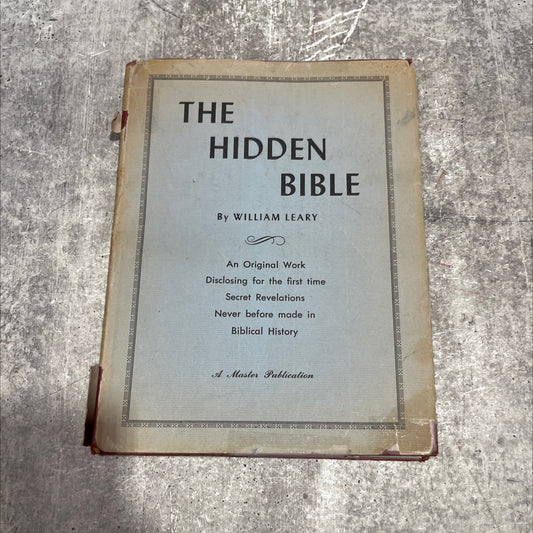 THE
HIDDEN
BIBLE
By WILLIAM LEARY
An Original Work
Disclosing for the first time
Secret Revelations
Never before made in
Biblical History
A Master Publication